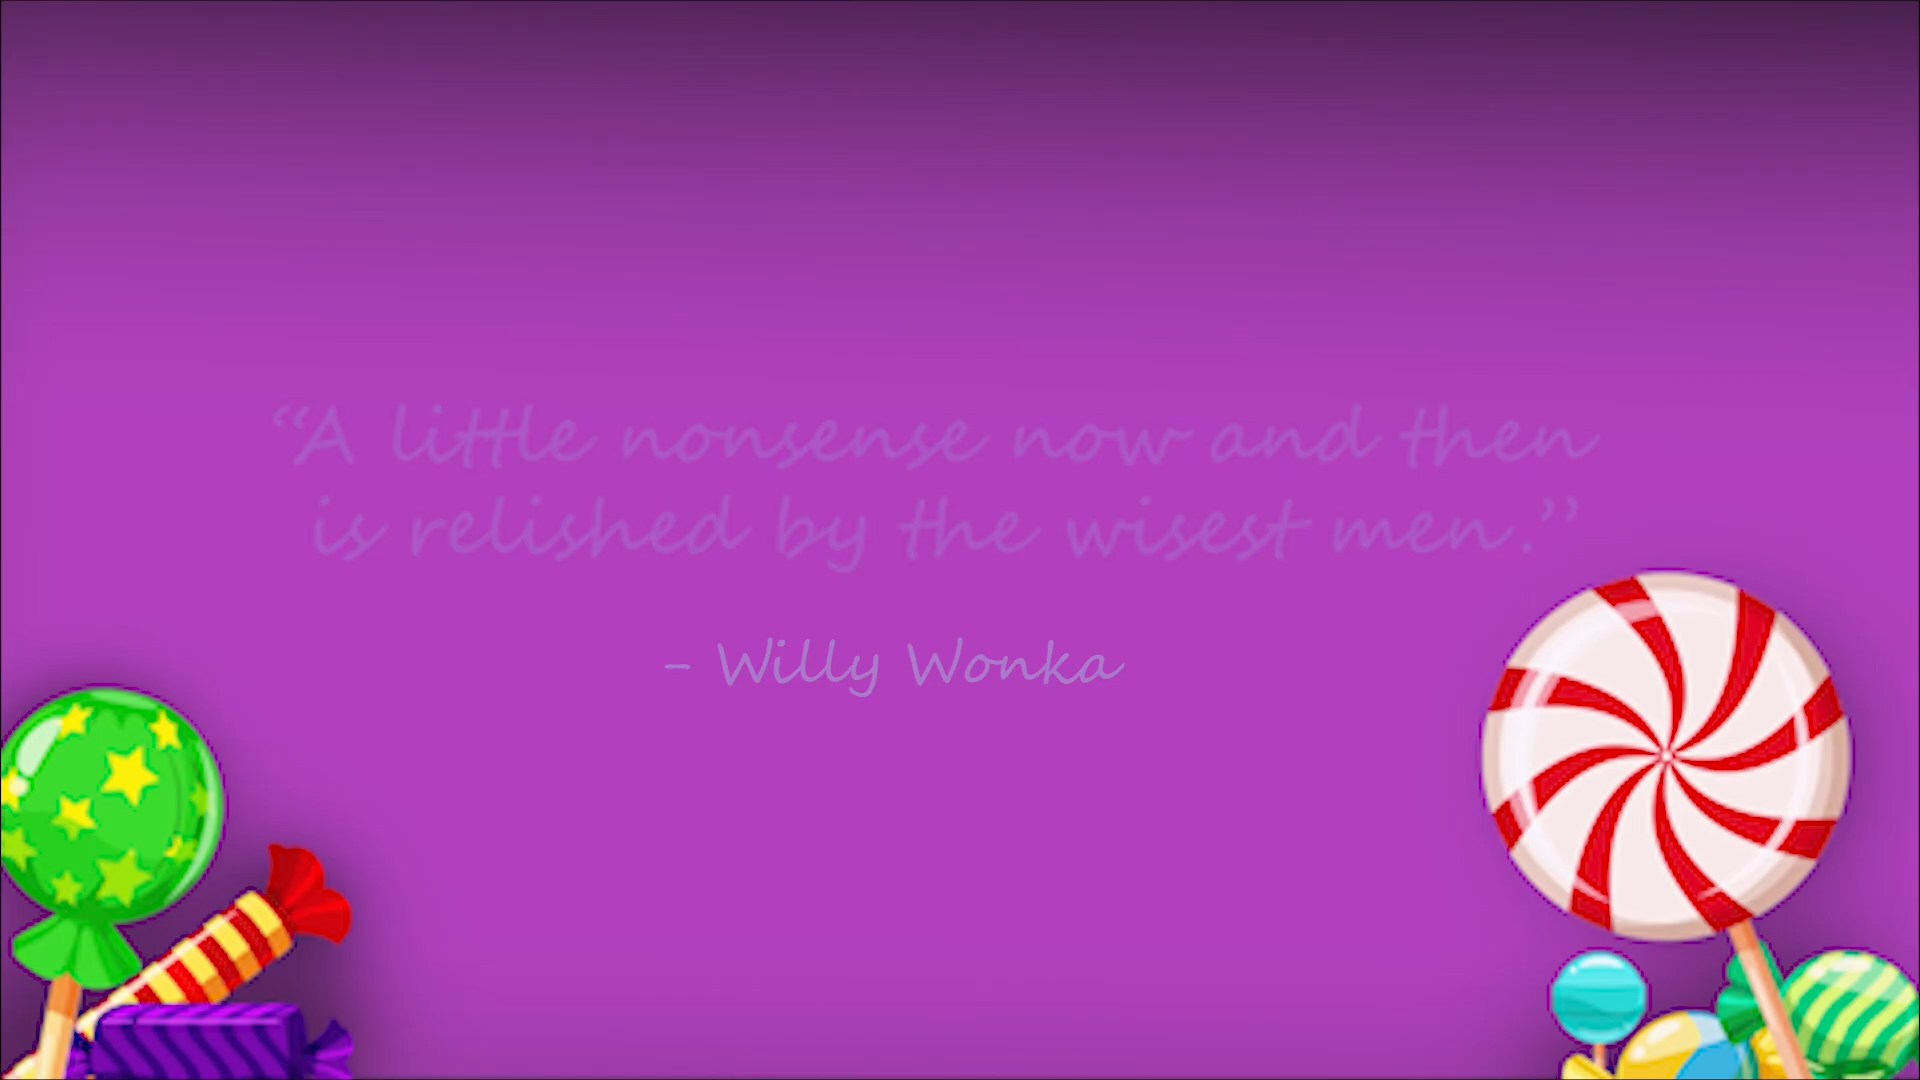 “A little nonsense now and then
is relished by the wisest men.”
- Willy Wonka